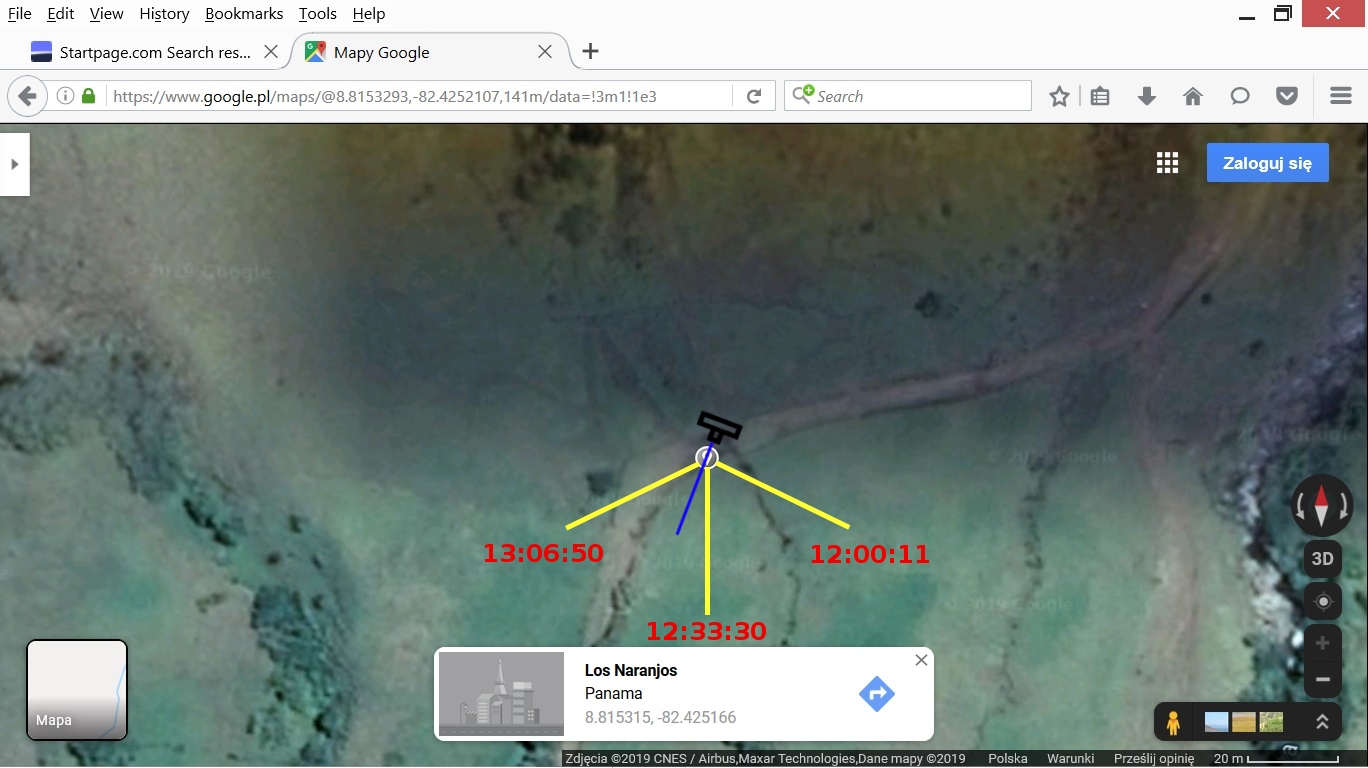 File Edit View History Bookmarks Tools Help
Startpage.com Search res...
Mapy Google
https://www.google.pl/maps/@8.8153293,-82.4252107,141m/data=!3m1!1e3
Search
Zaloguj się
© 2019 Google
© 2019 Google
13:06:50
12:00:11
3D
© 2019 Google
12:33:30
Los Naranjos
Panama
8.815315, -82.425166
Mapa
Zdjęcia ©2019 CNES / Airbus,Maxar Technologies,Dane mapy ©2019 Polska Warunki Prześlij opinię 20 m